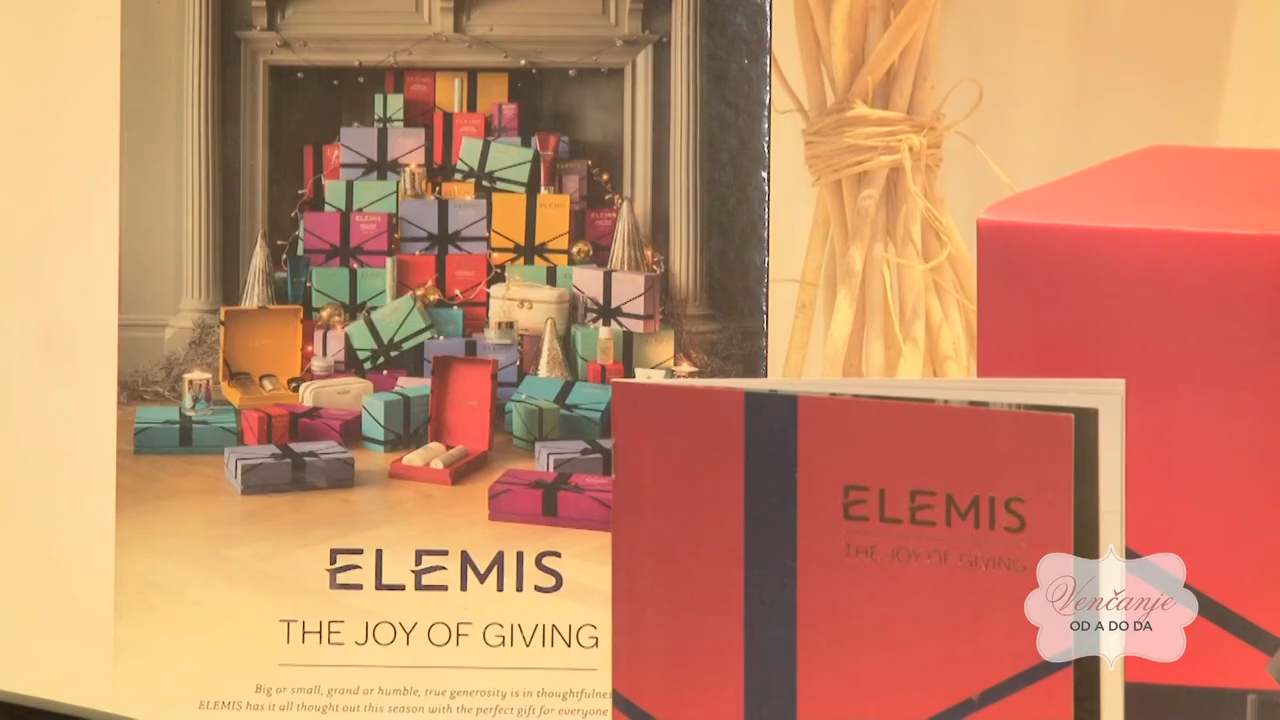 ELEMIS
THE JOY OF GIVING
Big or small, grand or humble, true generosity is in
ELEMIS has it all thought out this season with the perfect gift for everyone
ELEMIS
THE JOY OF GIVING
Venčanje
OD A DO DA